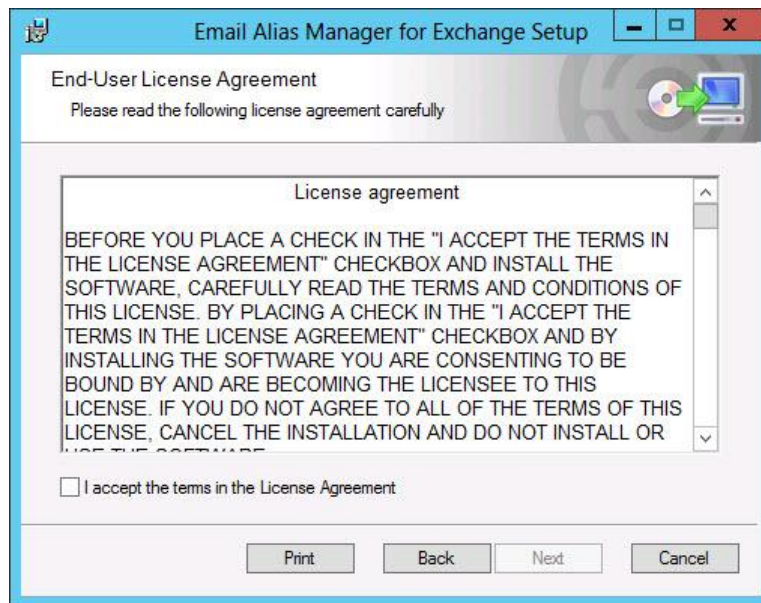 Email Alias Manager for Exchange Setup
End-User License Agreement
Please read the following license agreement carefully
License agreement
BEFORE YOU PLACE A CHECK IN THE "I ACCEPT THE TERMS IN
THE LICENSE AGREEMENT" CHECKBOX AND INSTALL THE
SOFTWARE, CAREFULLY READ THE TERMS AND CONDITIONS OF
THIS LICENSE. BY PLACING A CHECK IN THE "I ACCEPT THE
TERMS IN THE LICENSE AGREEMENT" CHECKBOX AND BY
INSTALLING THE SOFTWARE YOU ARE CONSENTING TO BE
BOUND BY AND ARE BECOMING THE LICENSEE TO THIS
LICENSE. IF YOU DO NOT AGREE TO ALL OF THE TERMS OF THIS
LICENSE, CANCEL THE INSTALLATION AND DO NOT INSTALL OR
USE THE SOFTWARE
I accept the terms in the License Agreement
Print Back Next Cancel